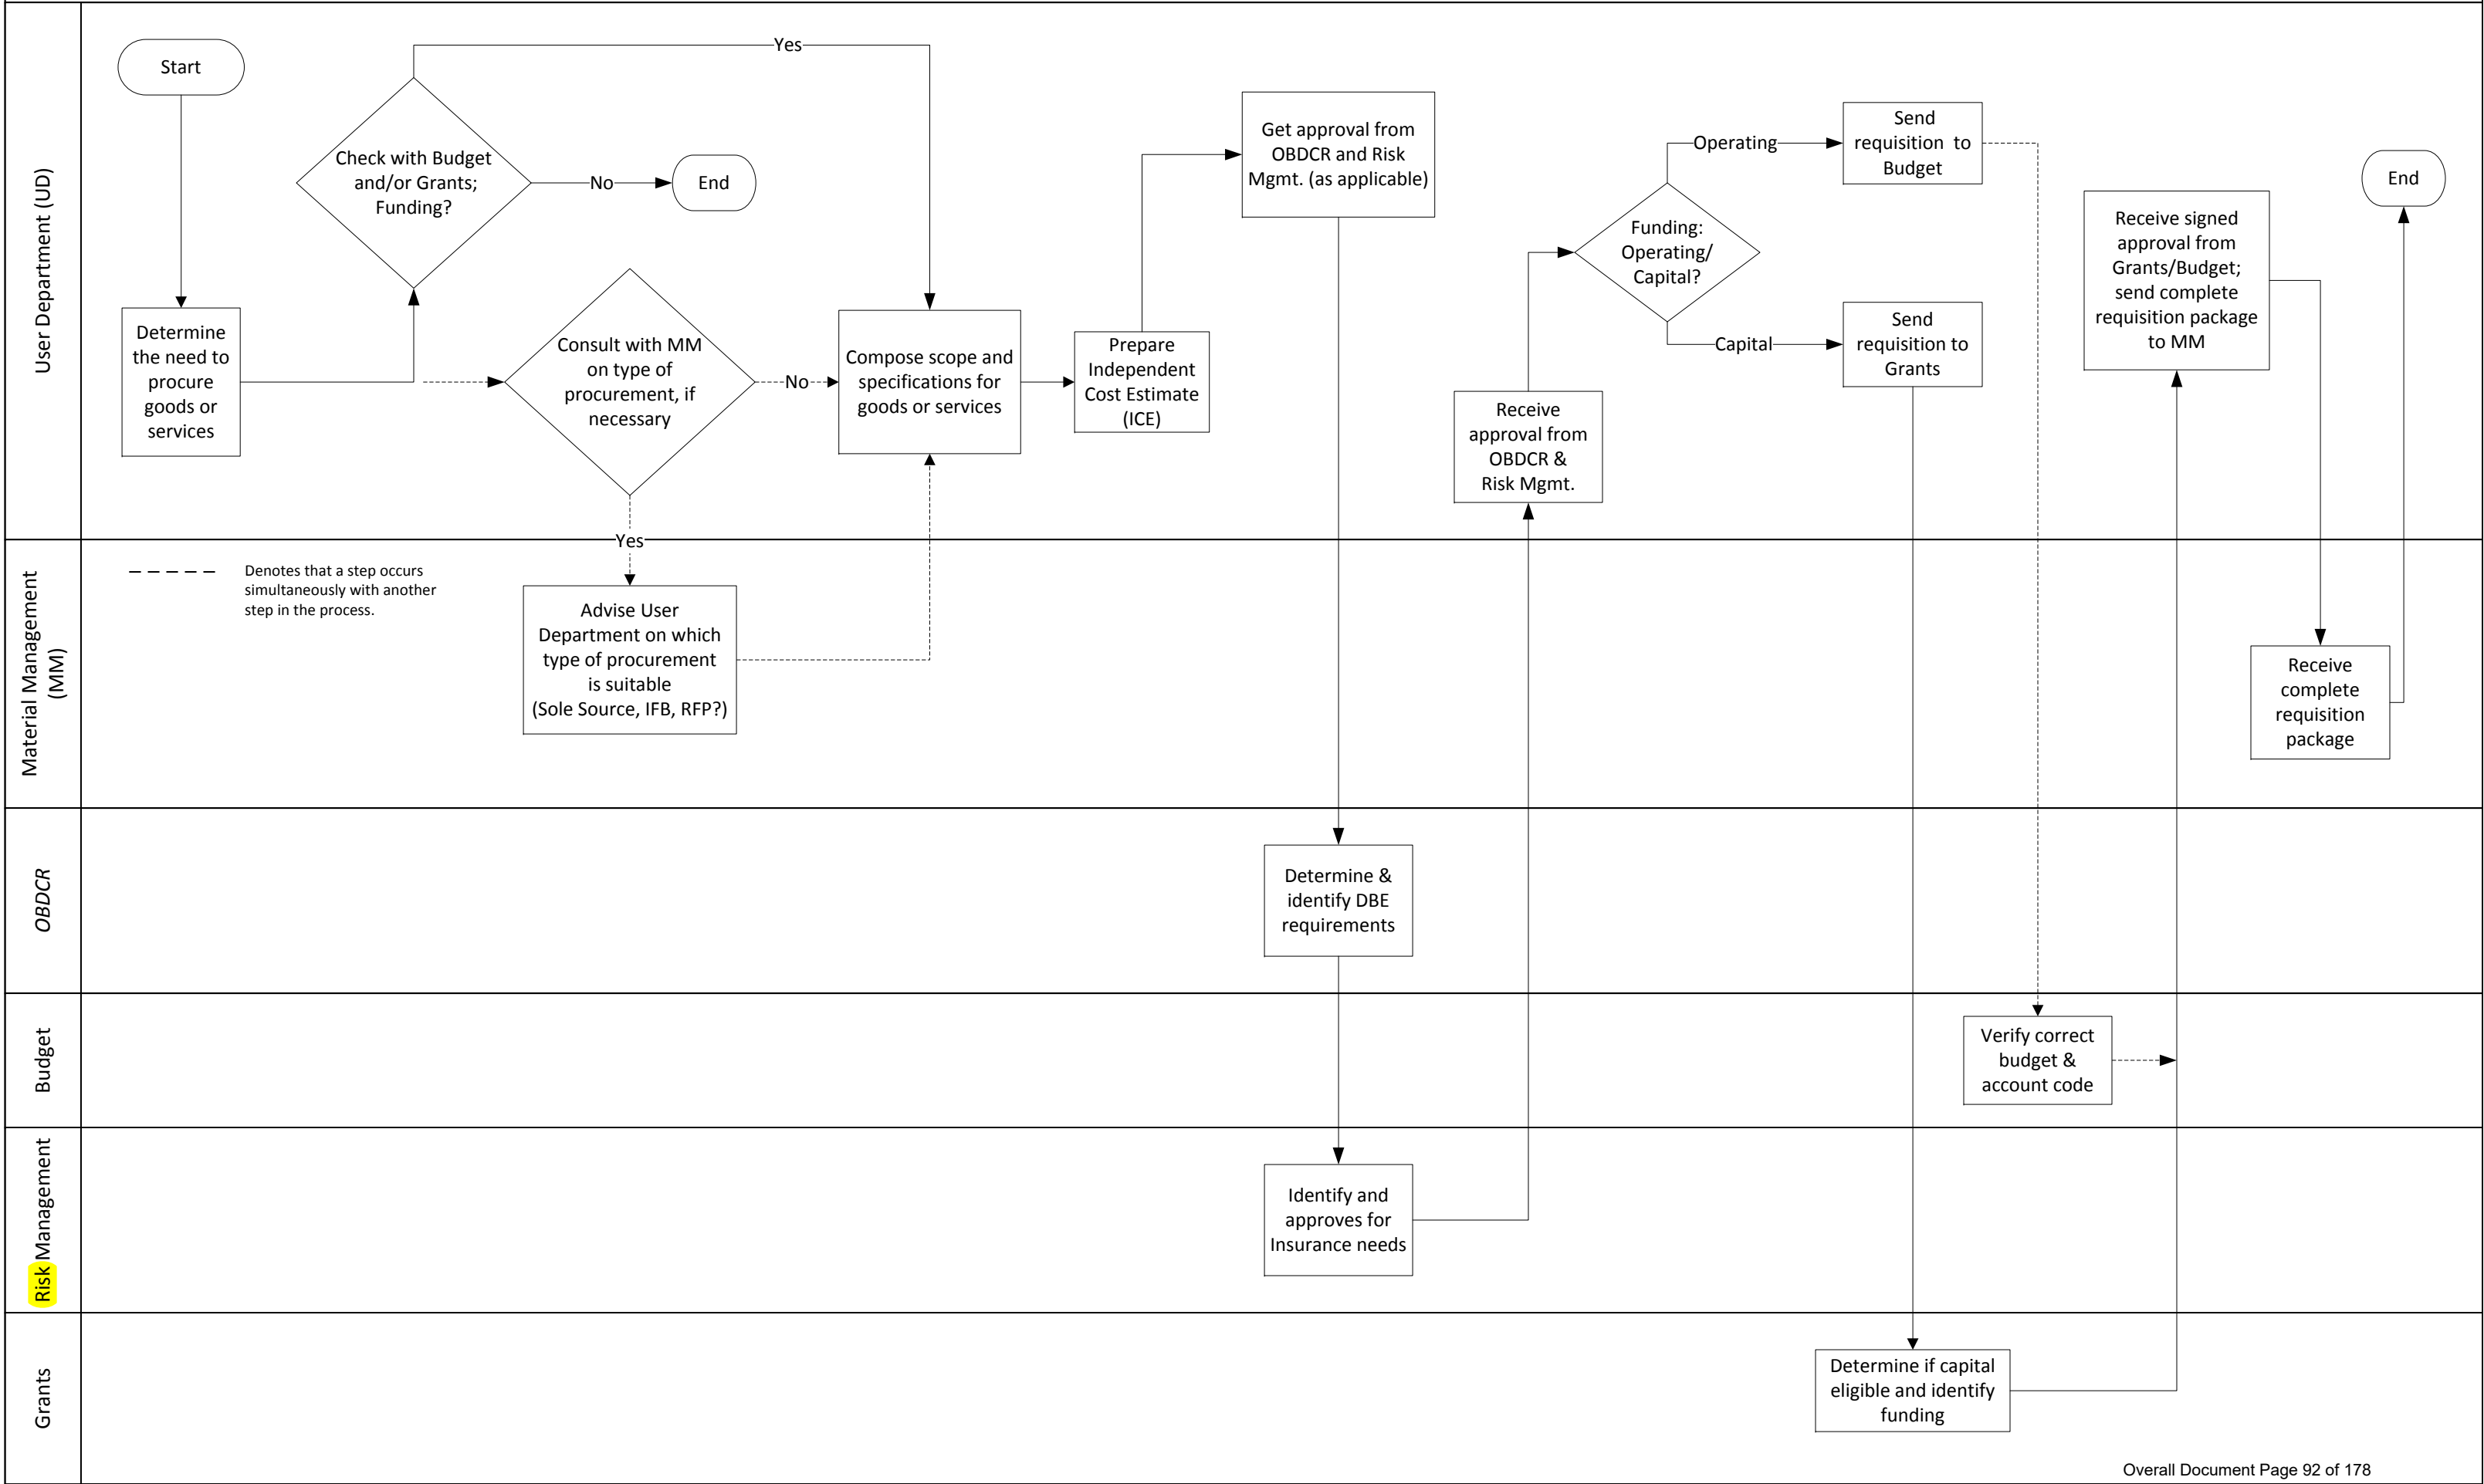 User Department (UD)
Start
Determine
the need to
procure
goods or
services
Check with Budget
and/or Grants;
Funding?
Yes
No
End
Consult with MM
on type of
procurement, if
necessary
No
Yes
Compose scope and
specifications for
goods or services
Prepare
Independent
Cost Estimate
(ICE)
Get approval from
OBDCR and Risk
Mgmt. (as applicable)
Receive
approval from
OBDCR &
Risk Mgmt.
Funding:
Operating/
Capital?
Operating
Capital
Send
requisition to
Budget
Send
requisition to
Grants
Receive signed
approval from
Grants/Budget;
send complete
requisition package
to MM
End
Material Management
(MM)
Denotes that a step occurs
simultaneously with another
step in the process.
Advise User
Department on which
type of procurement
is suitable
(Sole Source, IFB, RFP?)
Receive
complete
requisition
package
OBDCR
Determine &
identify DBE
requirements
Budget
Verify correct
budget &
account code
Risk Management
Identify and
approves for
Insurance needs
Grants
Determine if capital
eligible and identify
funding
Overall Document Page 92 of 178